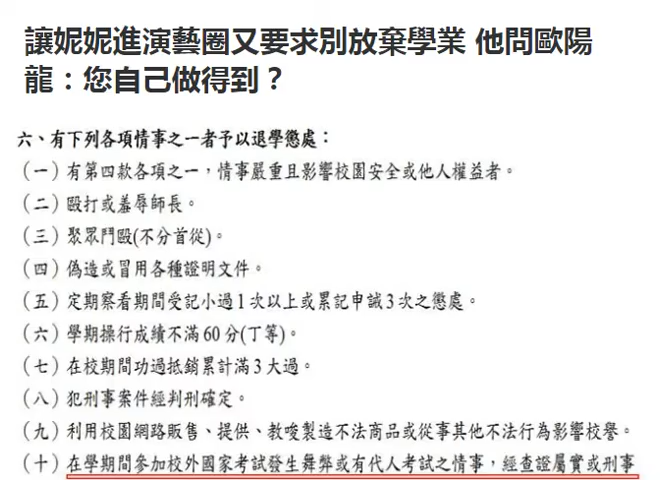 讓妮妮進演藝圈又要求別放棄學業 他問歐陽
龍：您自己做得到？
六、有下列各項情事之一者予以退學懲處：
（一）有第四款各項之一，情事嚴重且影響校園安全或他人權益者。
（二）毆打或羞辱師長。
（三）聚眾鬥毆(不分首從)。
（四）偽造或冒用各種證明文件。
（五）定期察看期間受記小過1次以上或累記申誡3次之懲處。
（六）學期操行成績不滿60分(丁等)。
（七）在校期間功過抵銷累計滿3大過。
（八）犯刑事案件經判刑確定。
（九）利用校園網路販售、提供、教唆製造不法商品或從事其他不法行為影響校譽。
（十）在學期間參加校外國家考試發生舞弊或有代人考試之情事，經查證屬實或刑事